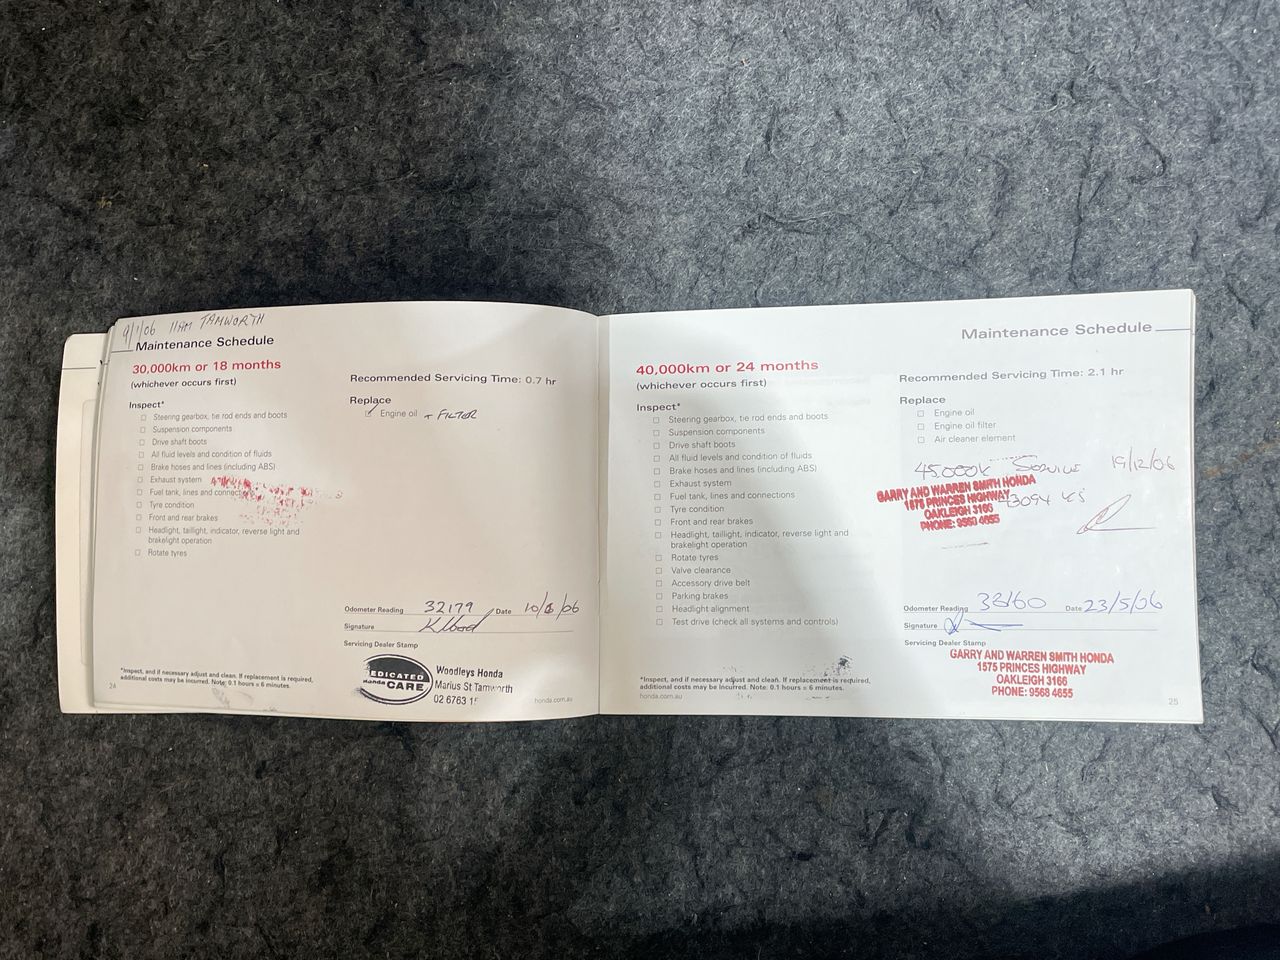 9/1/06 11AM TAMWORTH
Maintenance Schedule
30,000km or 18 months
(whichever occurs first)
Inspect*
Steering gearbox, tie rod ends and boots
Suspension components
Drive shaft boots
All fluid levels and condition of fluids
Brake hoses and lines (including ABS)
Exhaust system
Fuel tank, lines and connections
Tyre condition
Front and rear brakes
Headlight, taillight, indicator, reverse light and
brakelight operation
Rotate tyres
Recommended Servicing Time: 0.7 hr
Replace
Engine oil + FILTER
Odometer Reading 32179 Date
Signature
Servicing Dealer Stamp
DEDICATED
Honda CARE
Woodleys Honda
Marius St Tamworth
02 6763
*Inspect, and if necessary adjust and clean. If replacement is required,
additional costs may be incurred. Note: 0.1 hours = 6 minutes.
24
honda.com.au
Maintenance Schedule
40,000km or 24 months
(whichever occurs first)
Inspect*
Steering gearbox, tie rod ends and boots
Suspension components
Drive shaft boots
All fluid levels and condition of fluids
Brake hoses and lines (including ABS)
Exhaust system
Fuel tank, lines and connections
Tyre condition
Front and rear brakes
Headlight, taillight, indicator, reverse light and
brakelight operation
Rotate tyres
Valve clearance
Accessory drive belt
Parking brakes
Headlight alignment
Test drive (check all systems and controls)
Recommended Servicing Time: 2.1 hr
Replace
Engine oil
Engine oil filter
Air cleaner element
45,000k Service 19/12/06
GARRY AND WARREN SMITH HONDA
1575 PRINCES HIGHWAY
OAKLEIGH 3166
PHONE: 9568 4655
Odometer Reading Date 23/5/06
Signature
Servicing Dealer Stamp
GARRY AND WARREN SMITH HONDA
1575 PRINCES HIGHWAY
OAKLEIGH 3166
PHONE: 9568 4655
*Inspect, and if necessary adjust and clean. If replacement is required,
additional costs may be incurred. Note: 0.1 hours = 6 minutes.
honda.com.au
25